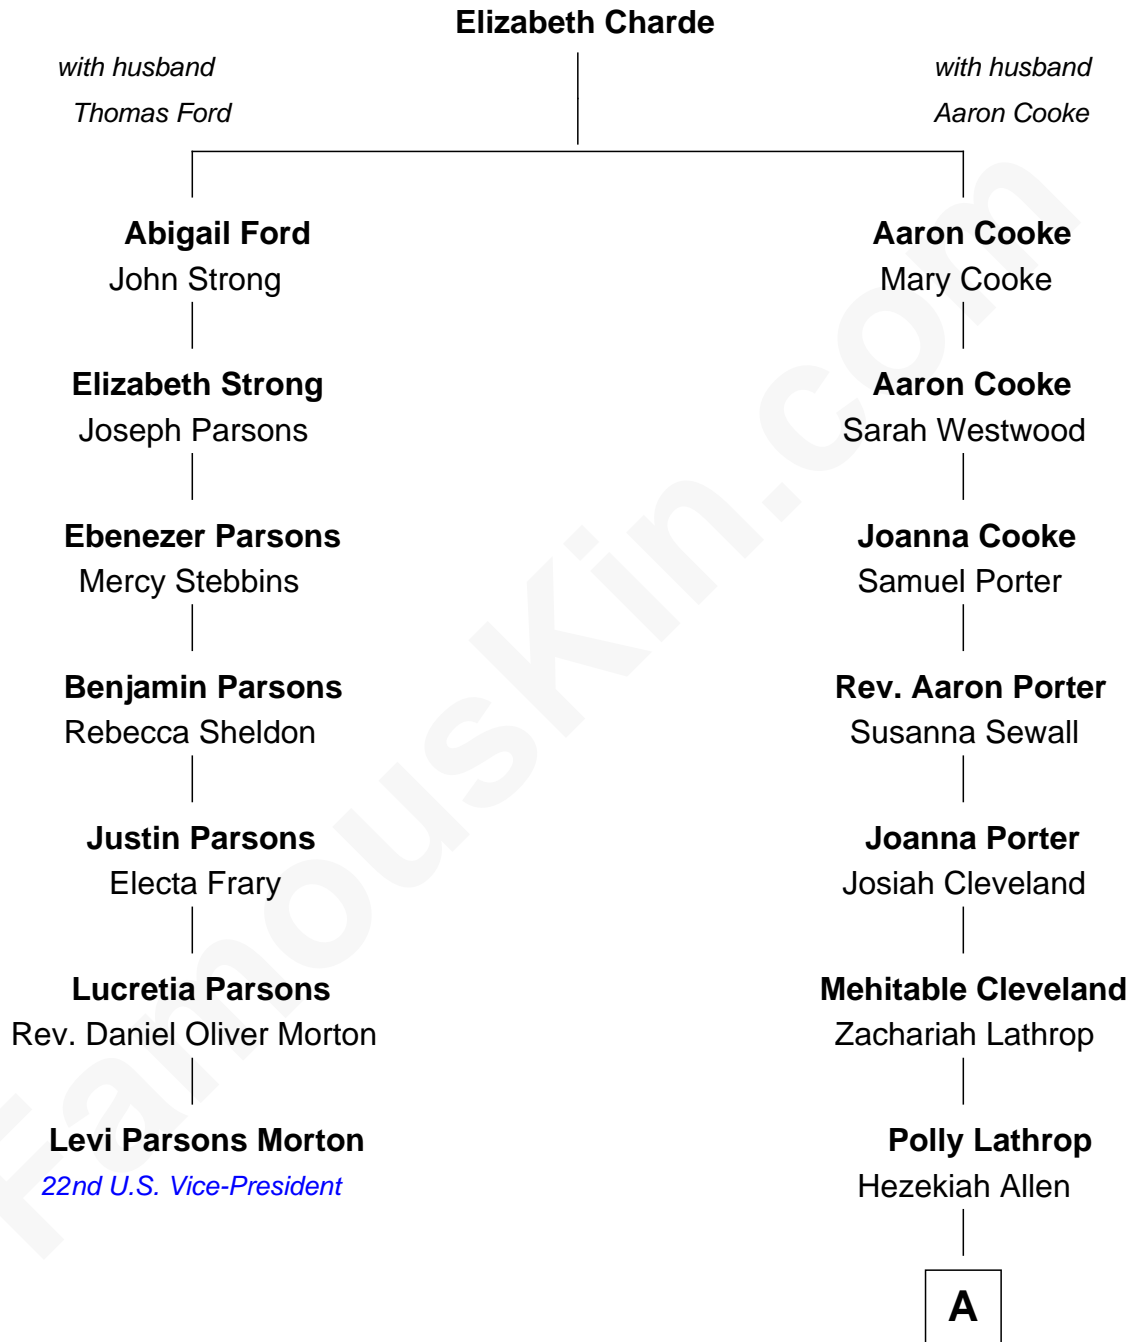 Elizabeth Charde
with husband
Thomas Ford
with husband
Aaron Cooke
Abigail Ford
John Strong
Aaron Cooke
Mary Cooke
Elizabeth Strong
Joseph Parsons
Aaron Cooke
Sarah Westwood
Ebenezer Parsons
Mercy Stebbins
Joanna Cooke
Samuel Porter
Benjamin Parsons
Rebecca Sheldon
Rev. Aaron Porter
Susanna Sewall
Justin Parsons
Electa Frary
Joanna Porter
Josiah Cleveland
Lucretia Parsons
Rev. Daniel Oliver Morton
Mehitable Cleveland
Zachariah Lathrop
Levi Parsons Morton
22nd U.S. Vice-President
Polly Lathrop
Hezekiah Allen
A
FamousKin.com